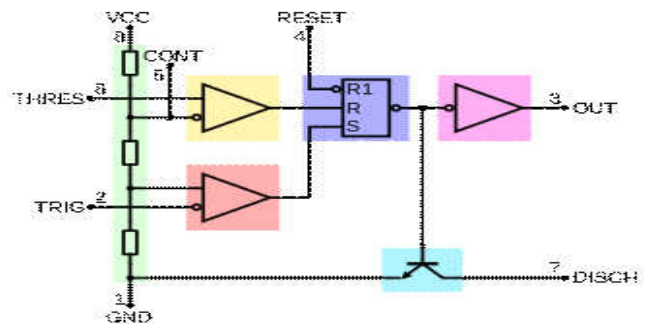 VCC
8
RESET
4
CONT
5
THRES
6
R1
R
S
3
OUT
2
TRIG
7
DISCH
1
GND